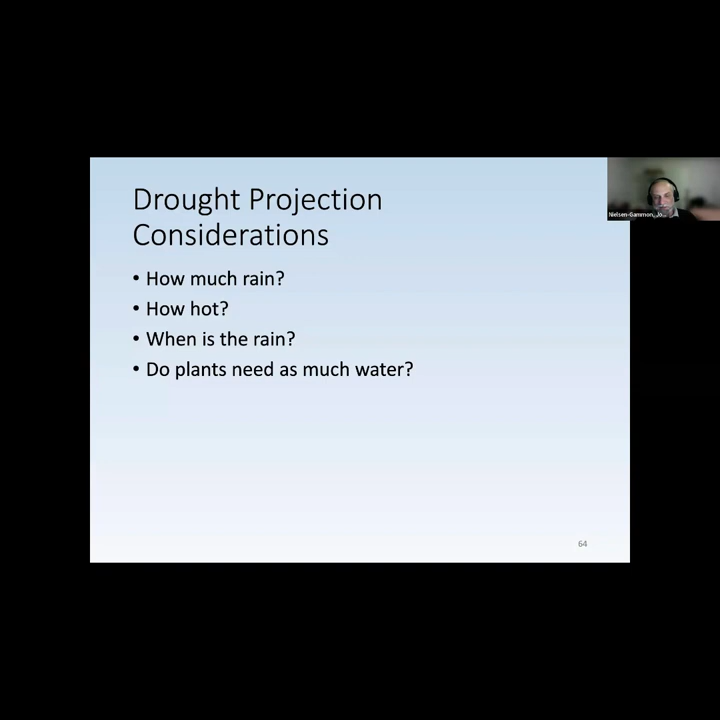 Drought Projection
Considerations
• How much rain?
• How hot?
• When is the rain?
• Do plants need as much water?
64
Nielsen-Gammon, Jo...